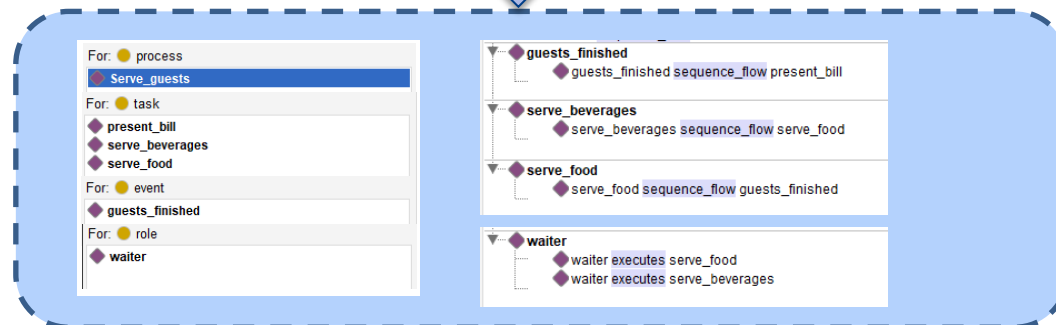 For: process
Serve_guests
For: task
present_bill
serve_beverages
serve_food
For: event
guests_finished
For: role
waiter
guests_finished
guests_finished sequence_flow present_bill
serve_beverages
serve_beverages sequence_flow serve_food
serve_food
serve_food sequence_flow guests_finished
waiter
waiter executes serve_food
waiter executes serve_beverages